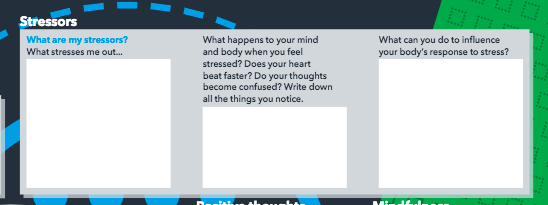 Stressors
What are my stressors?
What stresses me out...
What happens to your mind
and body when you feel
stressed? Does your heart
beat faster? Do your thoughts
become confused? Write down
all the things you notice.
What can you do to influence
your body's response to stress?
Positive thoughts
Mindfulness